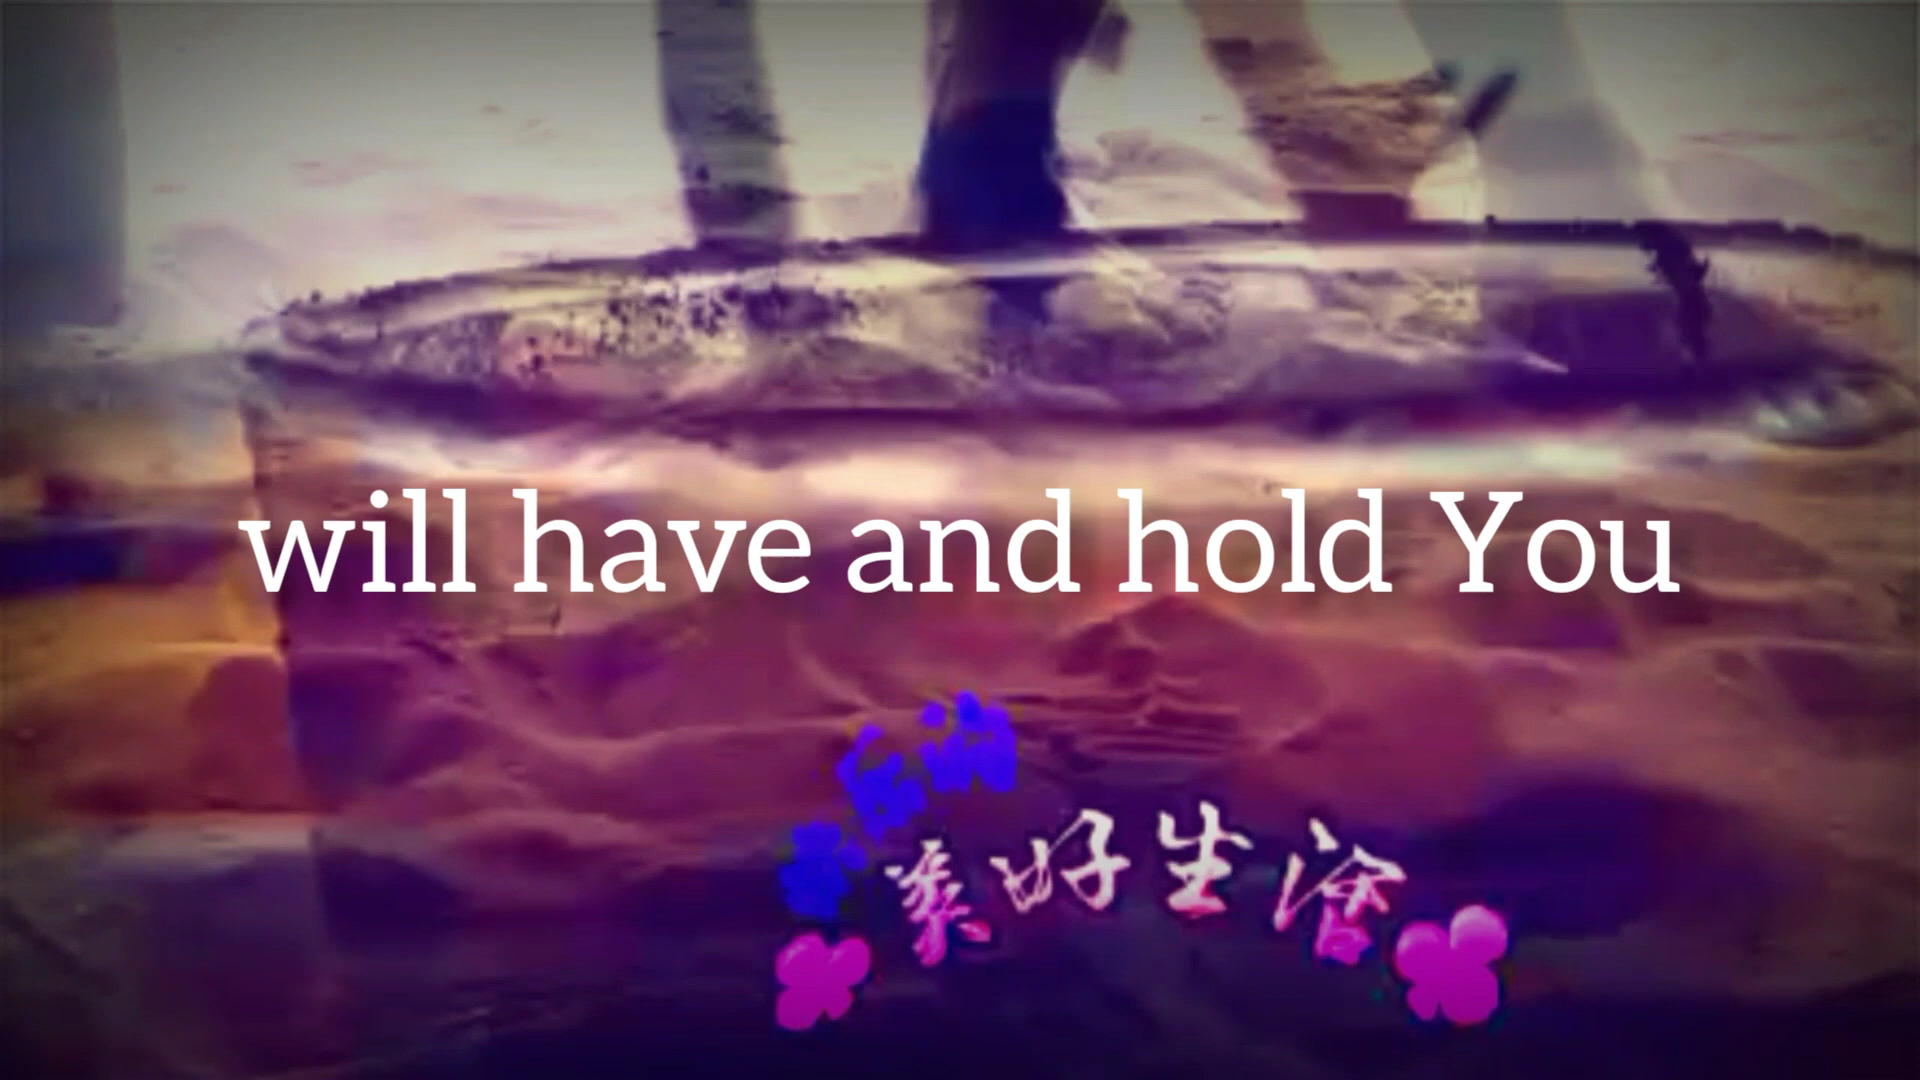 will have and hold You
美好生活